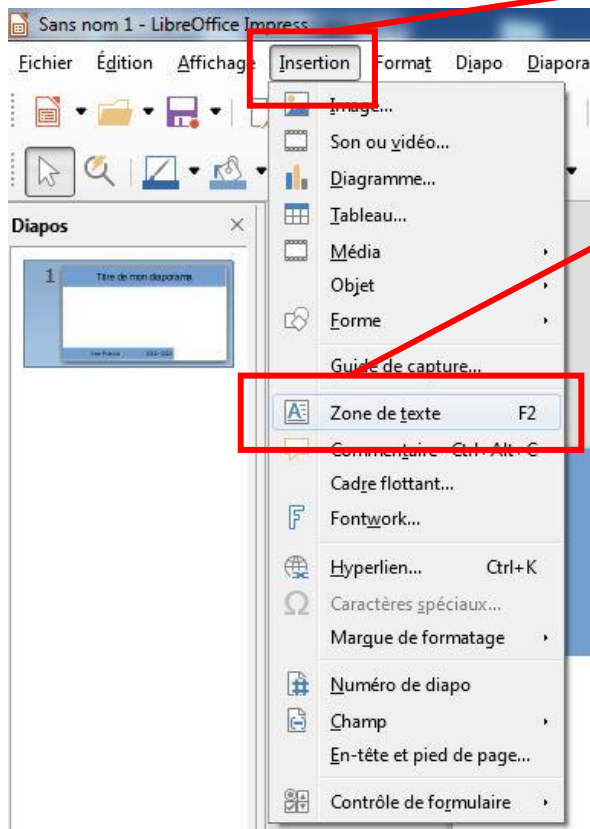 Sans nom 1 - LibreOffice Impress
Fichier Édition Affichage Insertion Format Diapo Diapora
Image...
Son ou vidéo...
Diagramme...
Diapos
Tableau...
Média
1 Titre de mon diaporama
Objet
Forme
Guide de capture...
Zone de texte F2
Commentaire Ctrl+Alt+C
Cadre flottant...
Fontwork...
Hyperlien... Ctrl+K
Caractères spéciaux...
Marque de formatage
Numéro de diapo
Champ
En-tête et pied de page...
Contrôle de formulaire